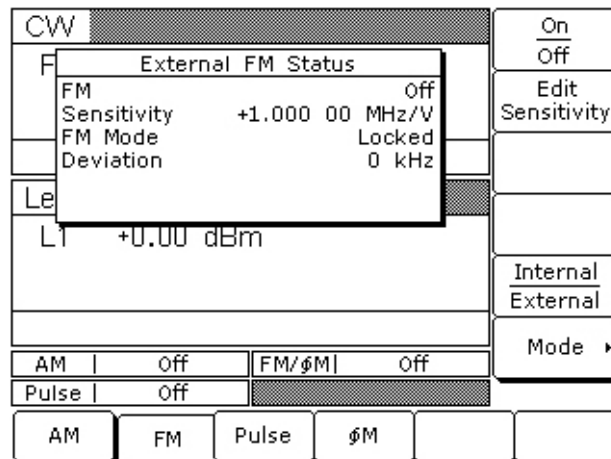 CW
F
External FM Status
FM Off
Sensitivity +1.000 00 MHz/V
FM Mode Locked
Deviation 0 kHz
Le
L1 +0.00 dBm
AM | Off
FM/ϕM| Off
Pulse | Off
On
Off
Edit
Sensitivity
Internal
External
Mode
AM
FM
Pulse
ϕM